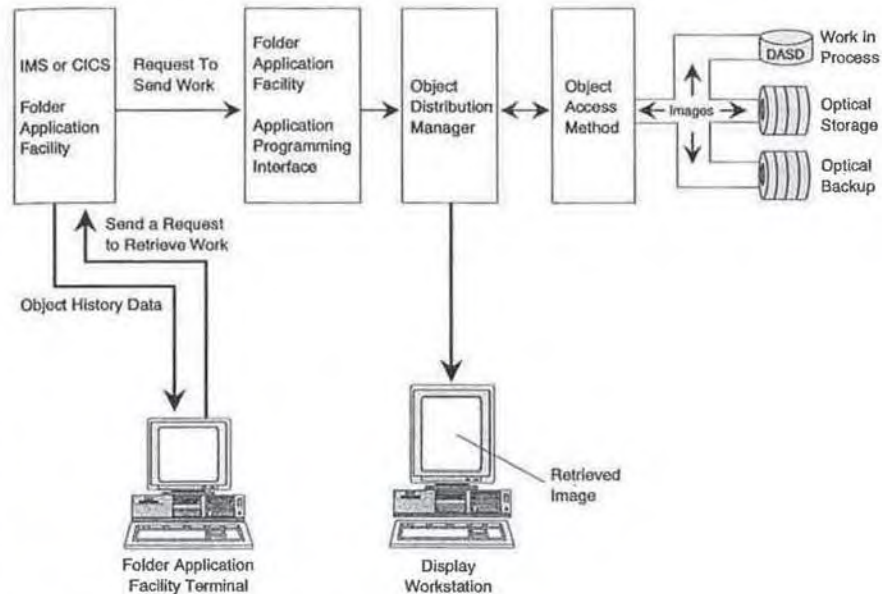 IMS or CICS
Folder
Application
Facility
Request To
Send Work
Folder
Application
Facility
Application
Programming
Interface
Object
Distribution
Manager
Object
Access
Method
Images
DASD
Work in
Process
Optical
Storage
Optical
Backup
Send a Request
to Retrieve Work
Object History Data
Retrieved
Image
Folder Application
Facility Terminal
Display
Workstation